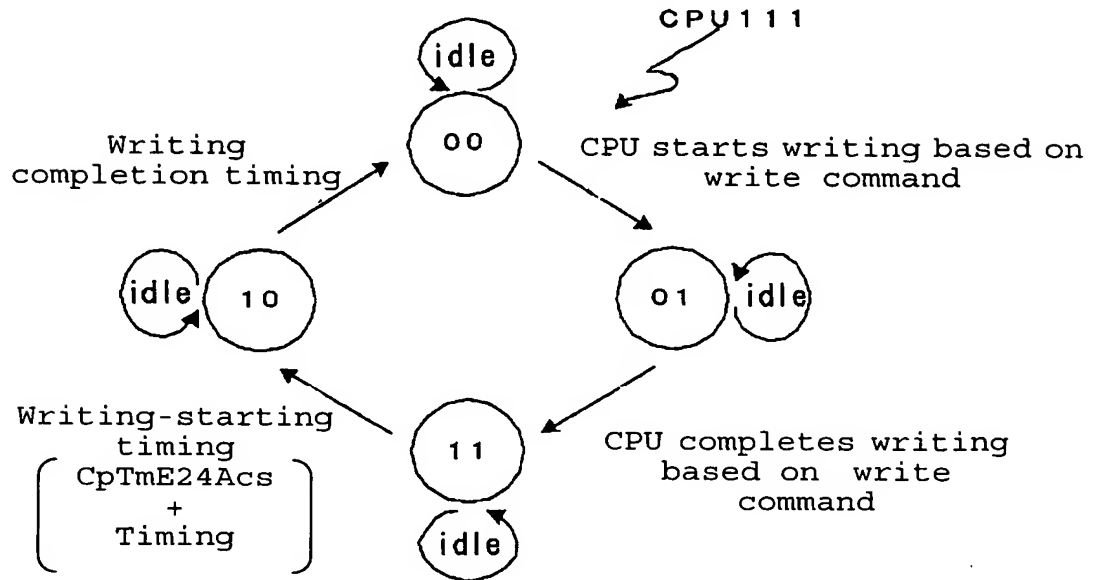 CPU111
idle
00
Writing
completion timing
CPU starts writing based on
write command
idle
10
01
idle
Writing-starting
timing
CpTmE24Acs
+
Timing
11
idle
CPU completes writing
based on write
command